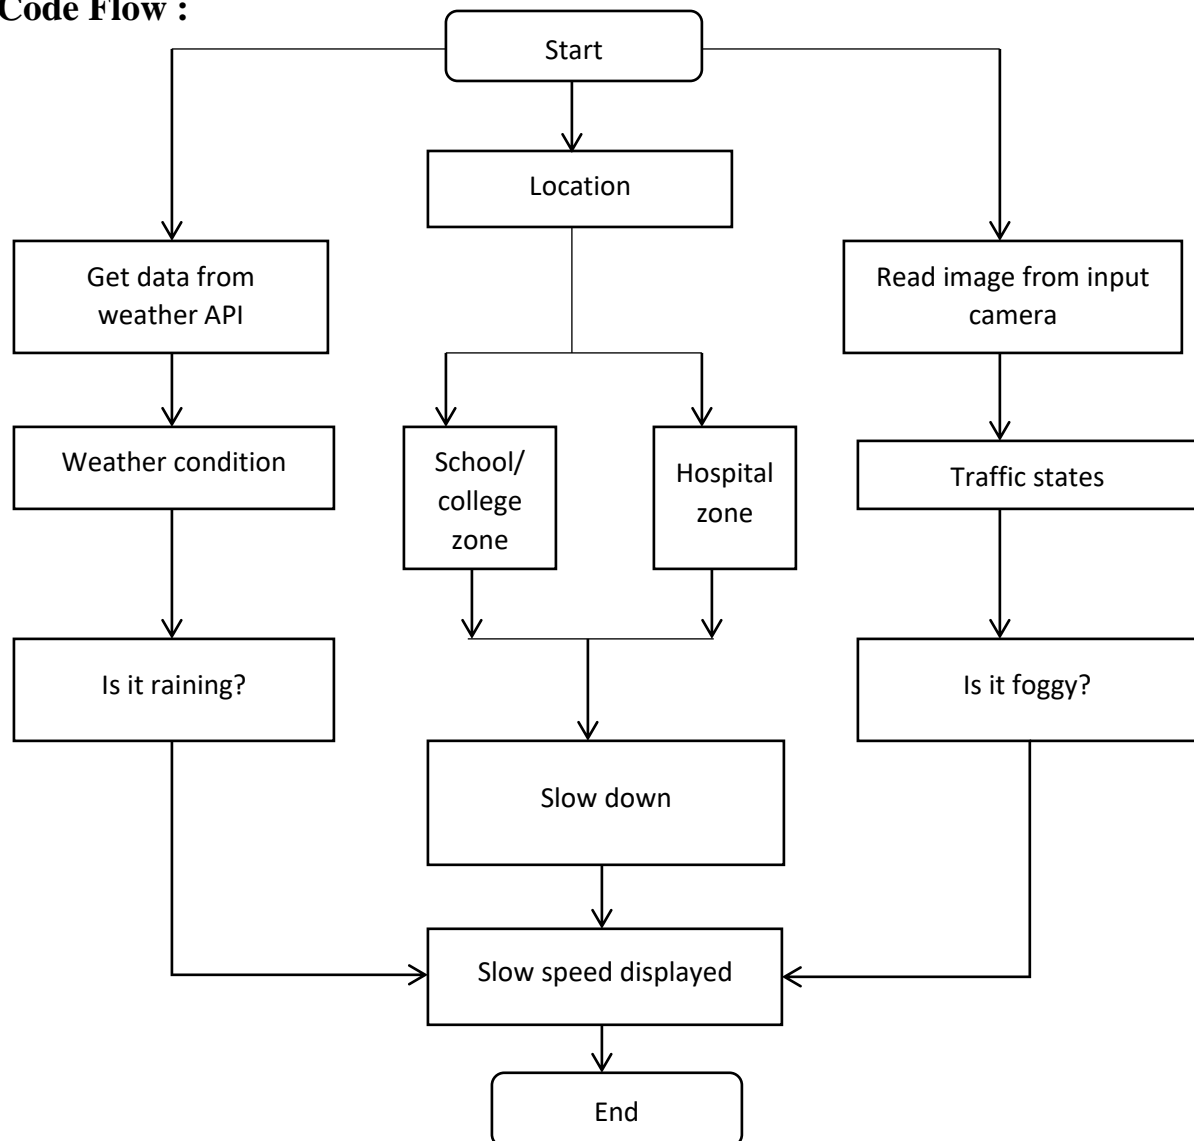 Code Flow :
Start
Location
Get data from
weather API
Read image from input
camera
Weather condition
School/
college
zone
Hospital
zone
Traffic states
Is it raining?
Is it foggy?
Slow down
Slow speed displayed
End